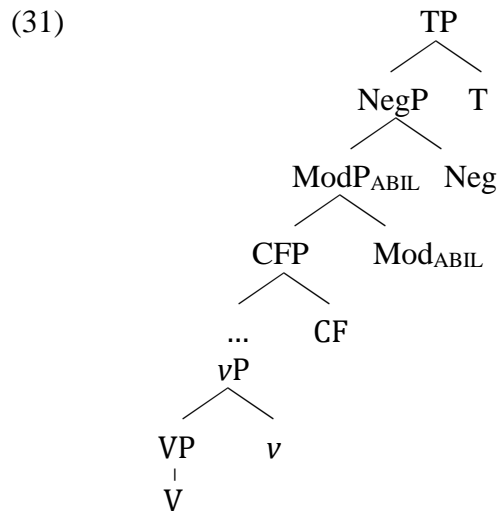 (31) TP
NegP T
ModPABIL Neg
CFP ModABIL
... CF
vP
VP v
V